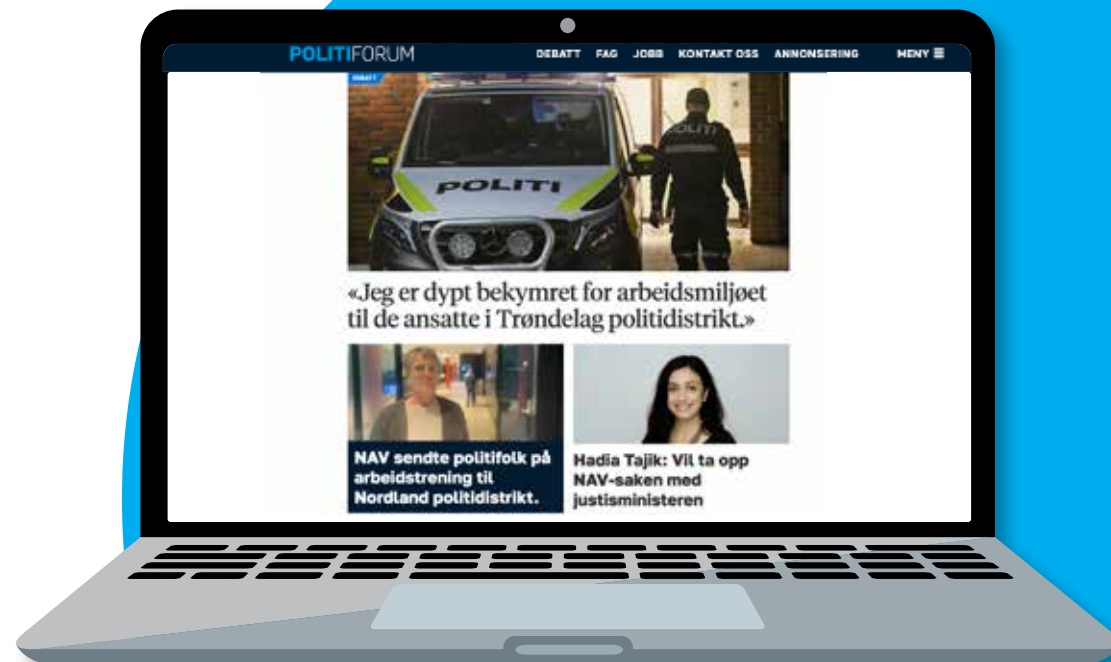 POLITIFORUM
DEBATT FAG JOBB KONTAKT OSS ANNONSERING MENY
DEBATT
POLITI
POLITI
«Jeg er dypt bekymret for arbeidsmiljøet
til de ansatte i Trøndelag politidistrikt.»
NAV sendte politifolk på
arbeidstrening til
Nordland politidistrikt.
Hadia Tajik: Vil ta opp
NAV-saken med
justisministeren